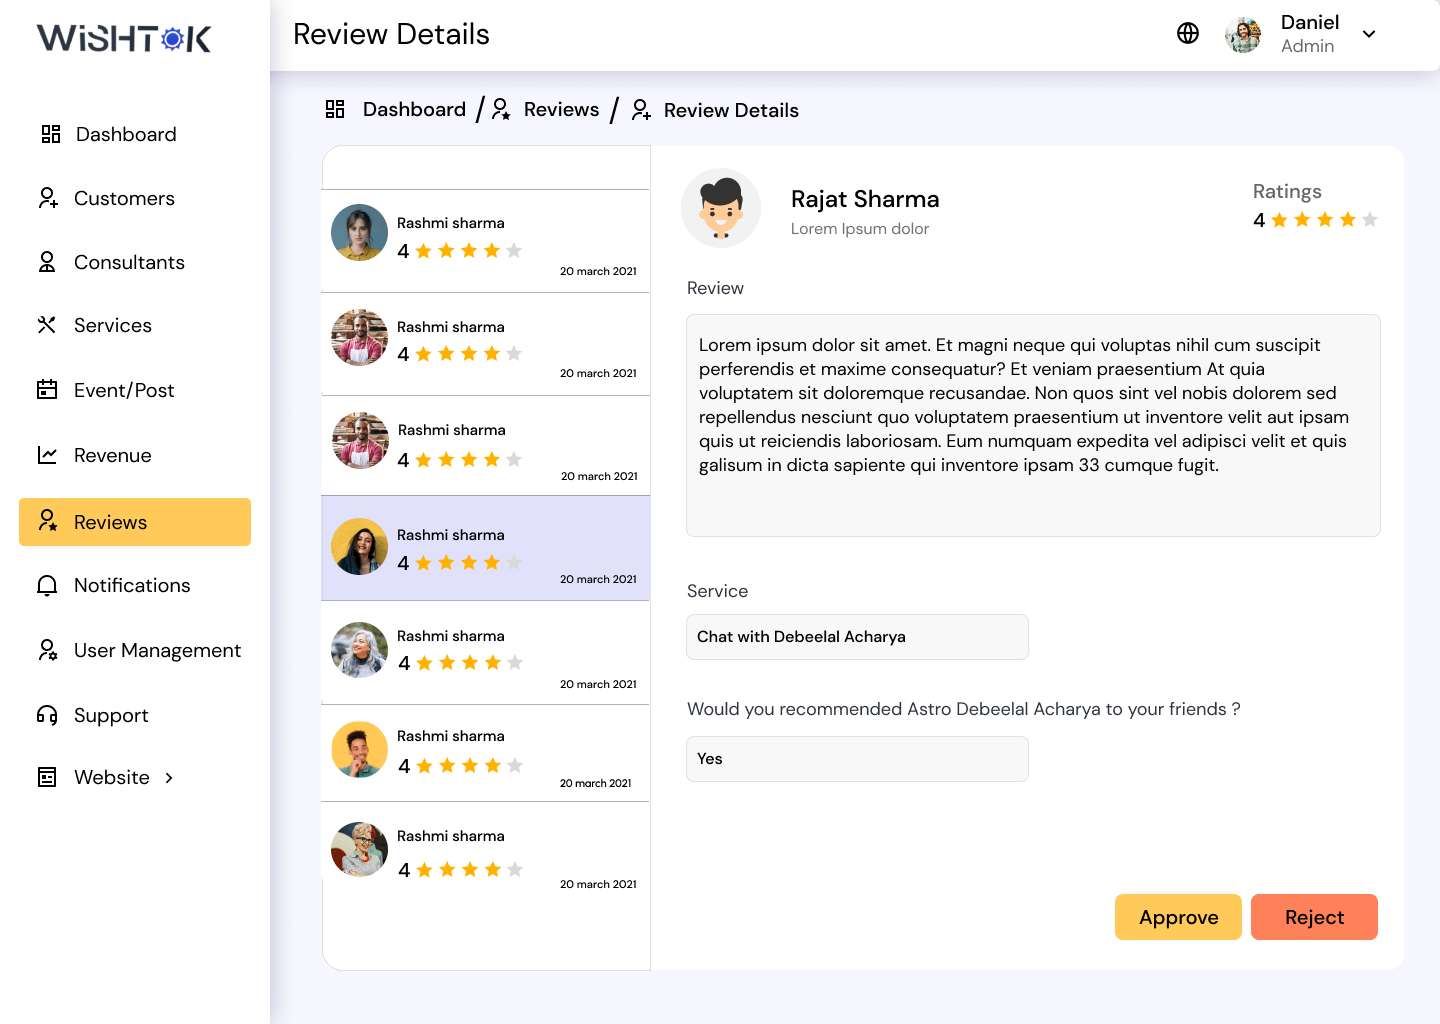 WiSHTOK
Review Details
Daniel
Admin
Dashboard / Reviews / Review Details
Dashboard
Customers
Consultants
Services
Event/Post
Revenue
Reviews
Notifications
User Management
Support
Website >
Rashmi sharma
4
20 march 2021
Rashmi sharma
4
20 march 2021
Rashmi sharma
4
20 march 2021
Rashmi sharma
4
20 march 2021
Rashmi sharma
4
20 march 2021
Rashmi sharma
4
20 march 2021
Rashmi sharma
4
20 march 2021
Rajat Sharma
Lorem Ipsum dolor
Ratings
4
Review
Lorem ipsum dolor sit amet. Et magni neque qui voluptas nihil cum suscipit
perferendis et maxime consequatur? Et veniam praesentium At quia
voluptatem sit doloremque recusandae. Non quos sint vel nobis dolorem sed
repellendus nesciunt quo voluptatem praesentium ut inventore velit aut ipsam
quis ut reiciendis laboriosam. Eum numquam expedita vel adipisci velit et quis
galisum in dicta sapiente qui inventore ipsam 33 cumque fugit.
Service
Chat with Debeelal Acharya
Would you recommended Astro Debeelal Acharya to your friends ?
Yes
Approve
Reject